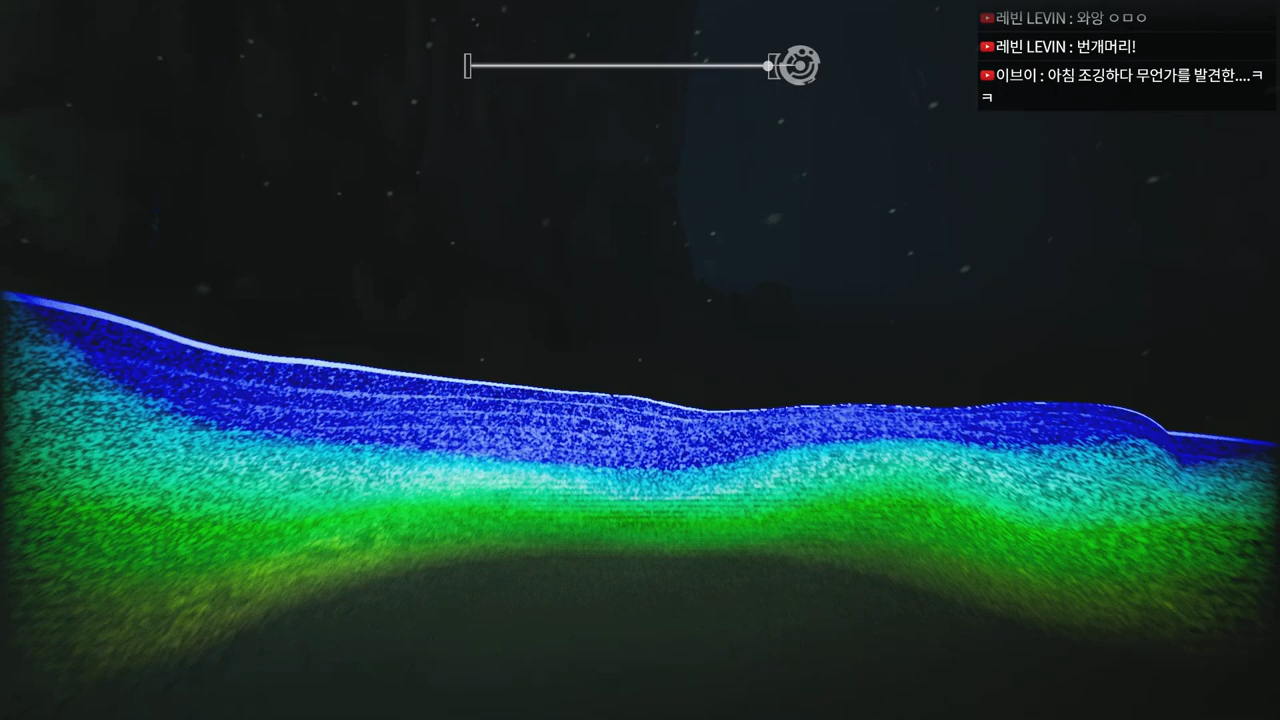 레빈 LEVIN : 와앙 ㅇㅁㅇ
레빈 LEVIN : 번개머리!
이브이 : 아침 조깅하다 무언가를 발견한....ㅋ
ㅋ